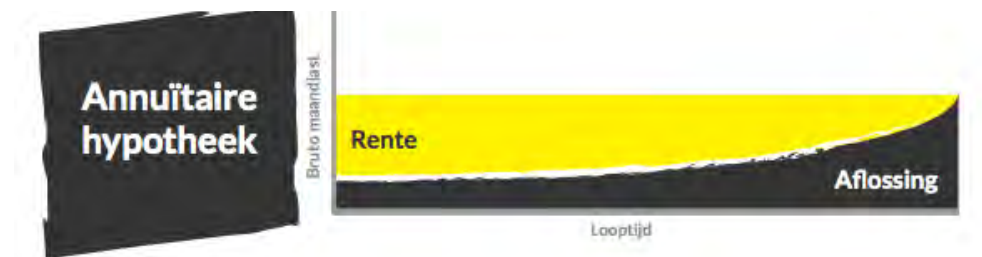 Annuïtaire
hypotheek
Bruto maandlast
Rente
Aflossing
Looptijd